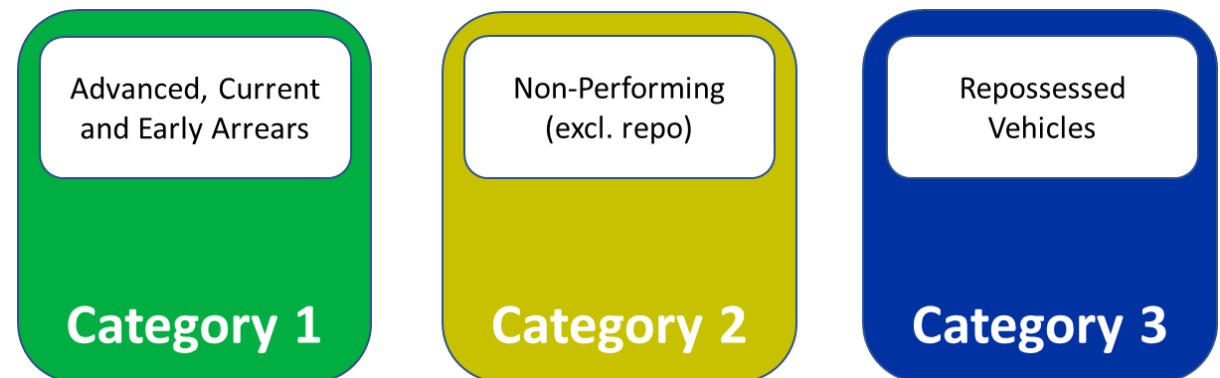 Advanced, Current
and Early Arrears
Category 1
Non-Performing
(excl. repo)
Category 2
Repossessed
Vehicles
Category 3